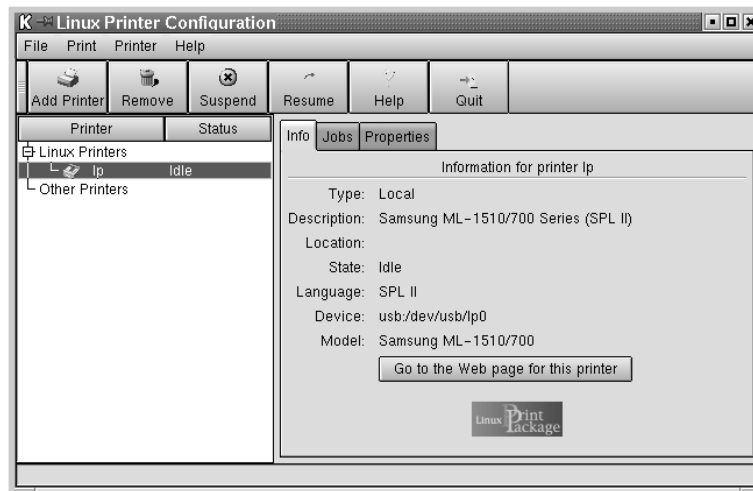 Linux Printer Configuration
File Print Printer Help
Add Printer Remove Suspend Resume Help Quit
Printer Status
Linux Printers
lp Idle
Other Printers
Info Jobs Properties
Information for printer lp
Type: Local
Description: Samsung ML-1510/700 Series (SPL II)
Location:
State: Idle
Language: SPL II
Device: usb:/dev/usb/lp0
Model: Samsung ML-1510/700
Go to the Web page for this printer
Linux Print Package